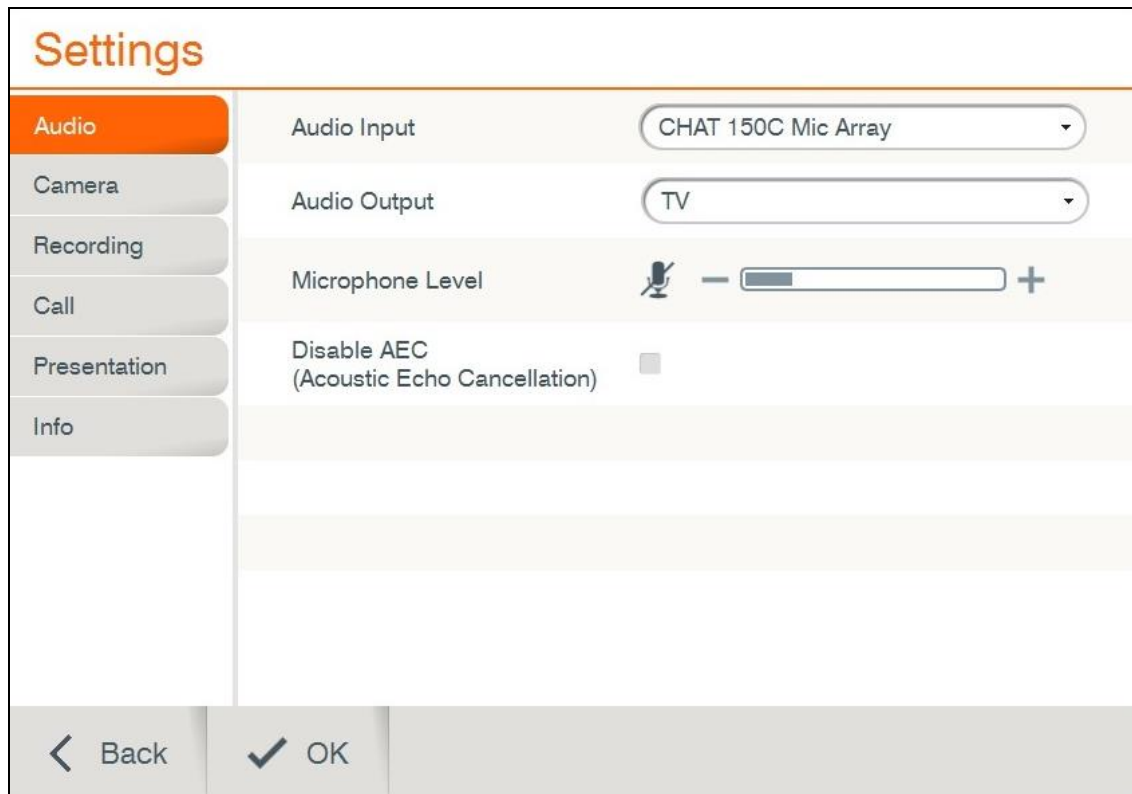 Settings
Audio
Camera
Recording
Call
Presentation
Info
Audio Input
CHAT 150C Mic Array
Audio Output
TV
Microphone Level
Disable AEC
(Acoustic Echo Cancellation)
Back
OK